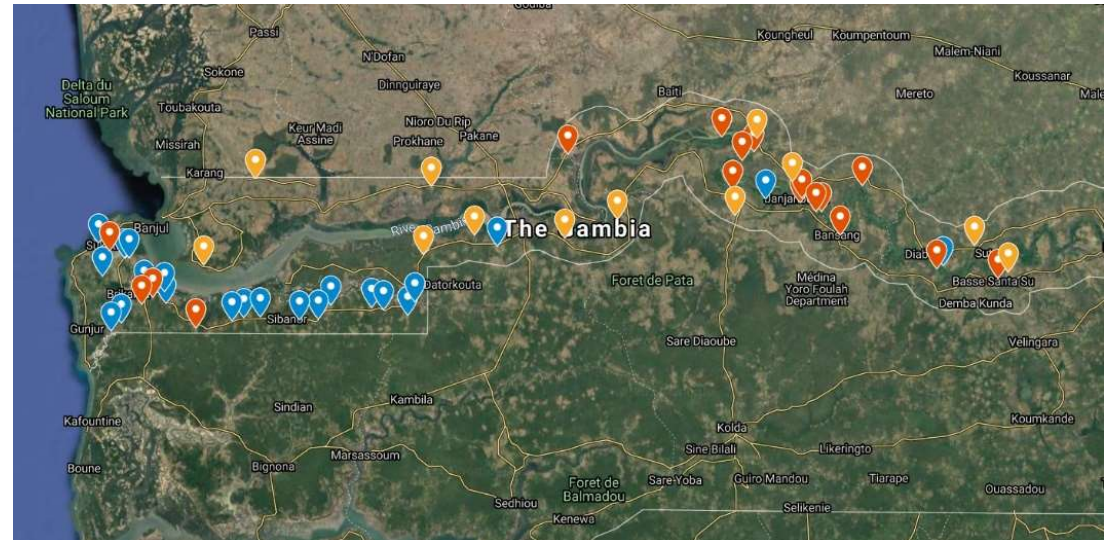 Goudba
Passi
Koungheul
Koumpentoum
N'Dofan
Malem-Niani
Sokone
Delta du
Saloum
National Park
Dinnguiraye
Baiti
Mereto
Koussanar
Toubakouta
Male
Keur Madi
Assine
Nioro Du Rip
Prokhane
Pakane
Missirah
Karang
Banjul
River Gambia
The Gambia
Bansang
Basse Santa Su
Demba Kunda
Datorkouta
Foret de Pata
Médina
Yoro Foulah
Department
Sibanor
Gunjur
Sare Diaoube
Velingara
Kambila
Sindian
Kafountine
Koumkande
Kolda
Sine Bilali
Likeringto
Marsassoum
Bignona
Boune
Foret de
Balmadou
Sare-Yoba
Guiro Mandou
Tiarape
Ouassadou
Sedhiou
Selikenie
Kenewa